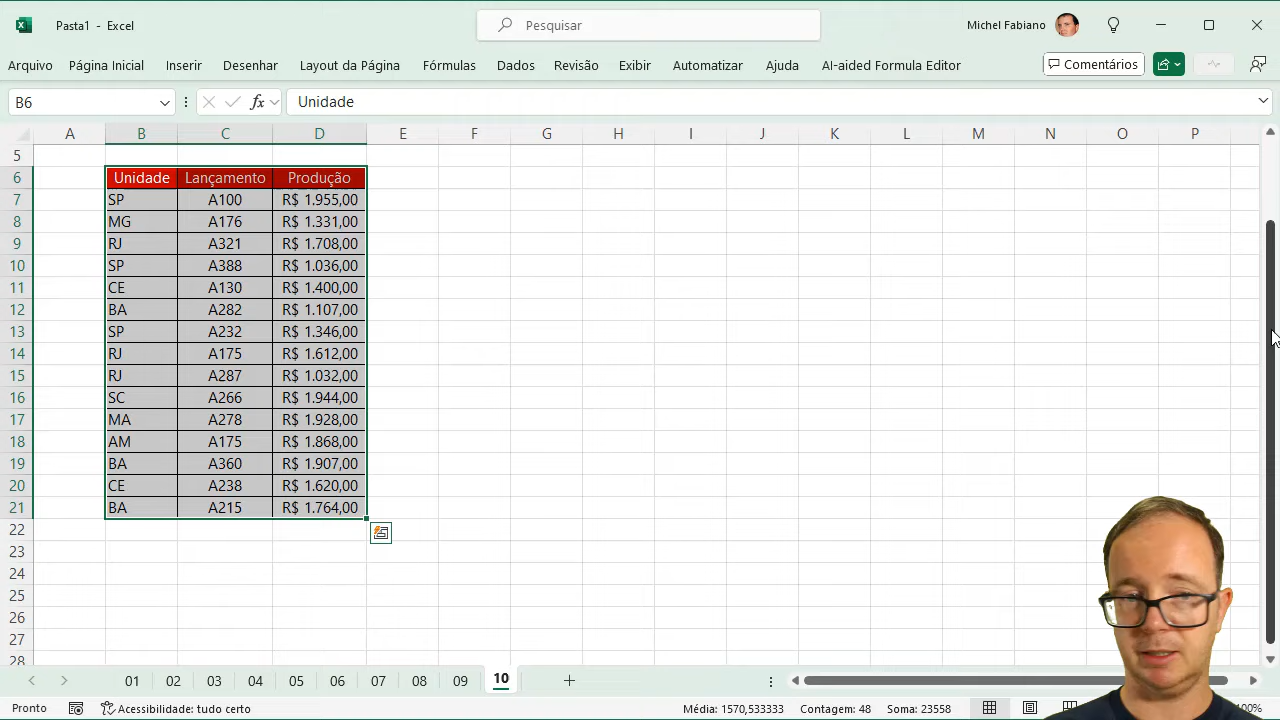 Pasta1 - Excel
Pesquisar
Michel Fabiano
Arquivo Página Inicial Inserir Desenhar Layout da Página Fórmulas Dados Revisão Exibir Automatizar Ajuda AI-aided Formula Editor Comentários
B6 fx Unidade
A B C D E F G H I J K L M N O P
5
6 Unidade Lançamento Produção
7 SP A100 R$ 1.955,00
8 MG A176 R$ 1.331,00
9 RJ A321 R$ 1.708,00
10 SP A388 R$ 1.036,00
11 CE A130 R$ 1.400,00
12 BA A282 R$ 1.107,00
13 SP A232 R$ 1.346,00
14 RJ A175 R$ 1.612,00
15 RJ A287 R$ 1.032,00
16 SC A266 R$ 1.944,00
17 MA A278 R$ 1.928,00
18 AM A175 R$ 1.868,00
19 BA A360 R$ 1.907,00
20 CE A238 R$ 1.620,00
21 BA A215 R$ 1.764,00
22
23
24
25
26
27
28
01 02 03 04 05 06 07 08 09 10
Pronto Acessibilidade: tudo certo Média: 1570,533333 Contagem: 48 Soma: 23558 100%